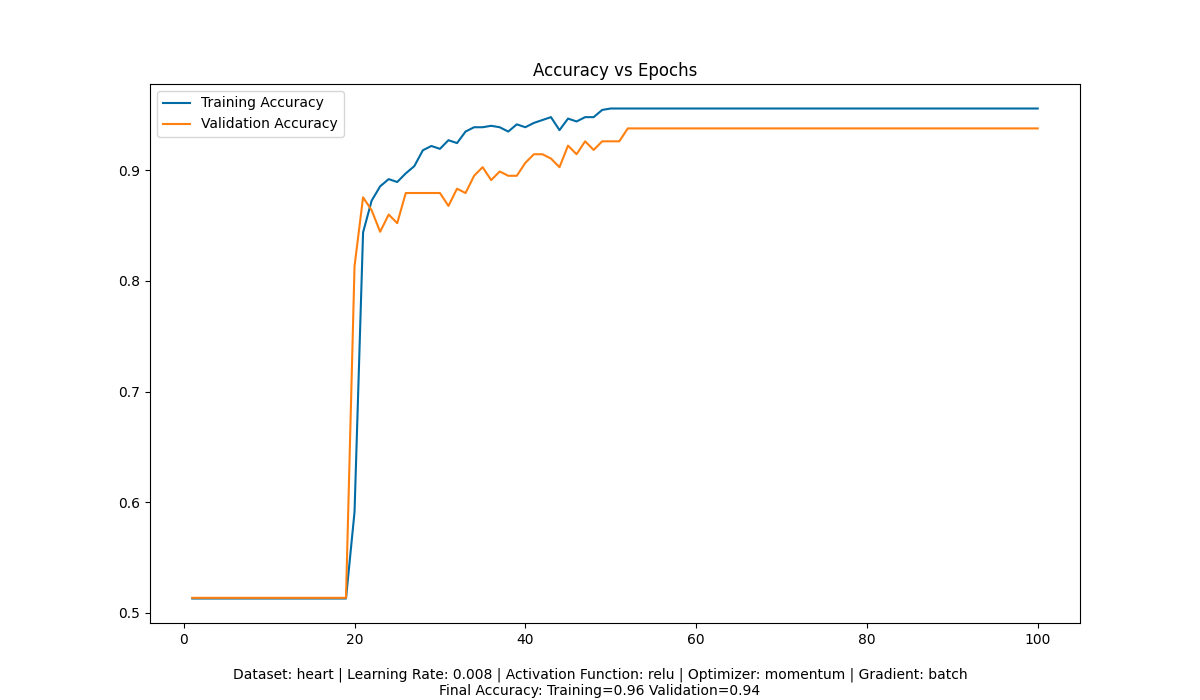 Accuracy vs Epochs
Training Accuracy
Validation Accuracy
0.9
0.8
0.7
0.6
0.5
0 20 40 60 80 100
Dataset: heart | Learning Rate: 0.008 | Activation Function: relu | Optimizer: momentum | Gradient: batch
Final Accuracy: Training=0.96 Validation=0.94